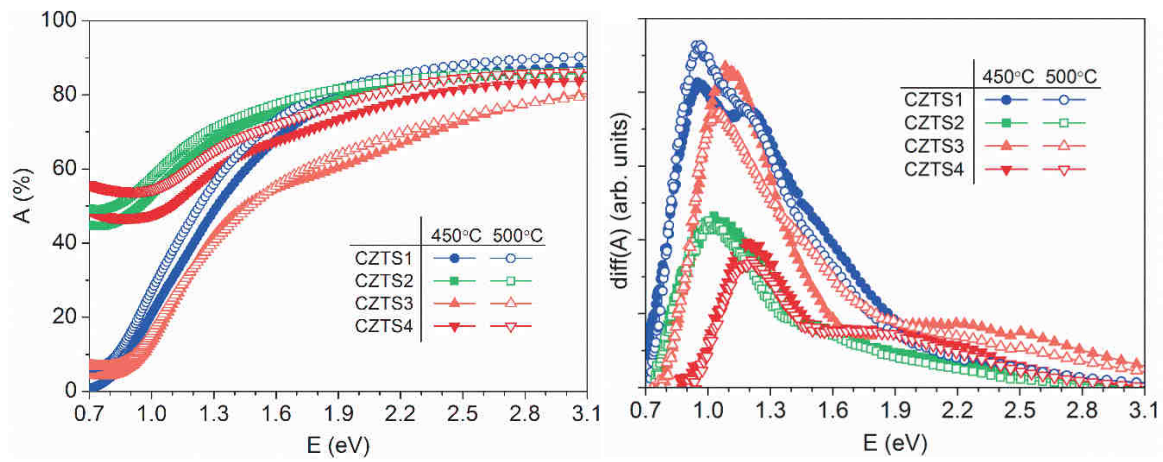 100
80
60
40
20
0
A (%)
450°C 500°C
CZTS1
CZTS2
CZTS3
CZTS4
0.7 1.0 1.3 1.6 1.9 2.2 2.5 2.8 3.1
E (eV)
diff(A) (arb. units)
450°C 500°C
CZTS1
CZTS2
CZTS3
CZTS4
0.7 1.0 1.3 1.6 1.9 2.2 2.5 2.8 3.1
E (eV)